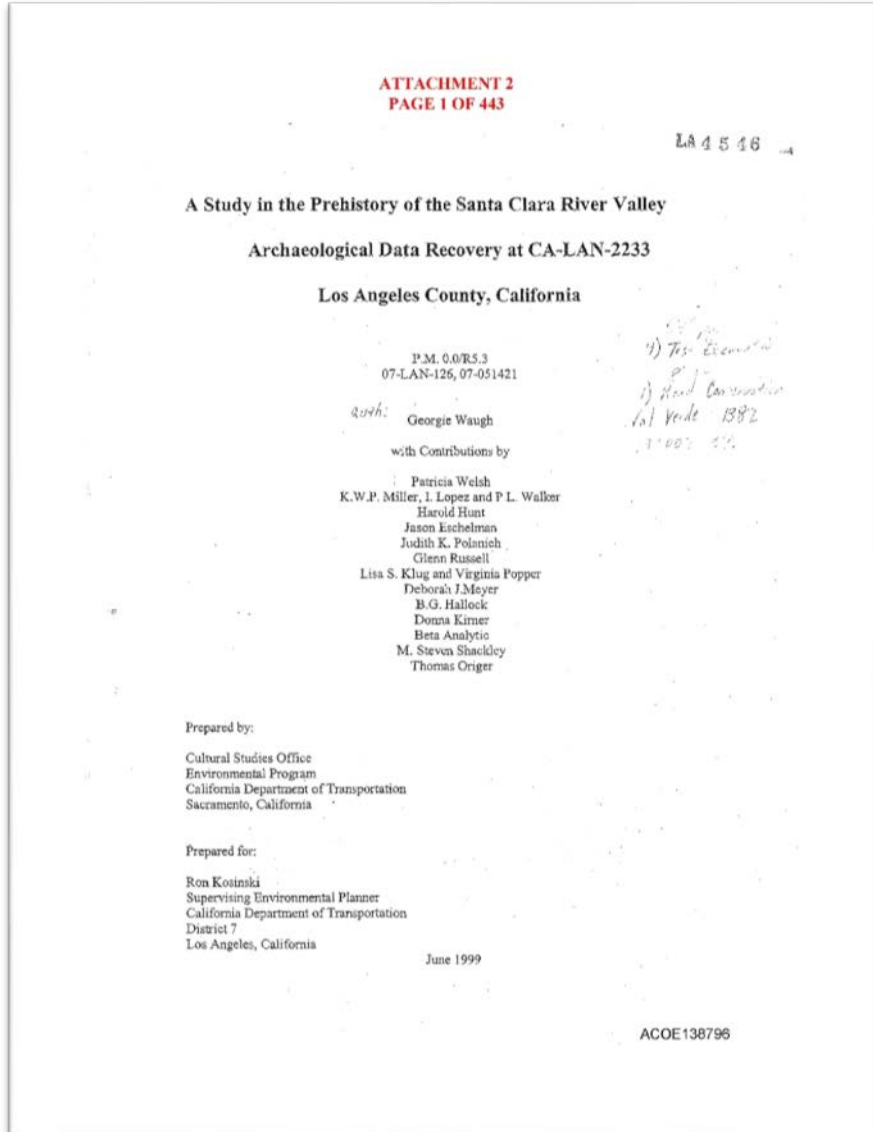 ATTACHMENT 2
PAGE 1 OF 443
LA 4546
A Study in the Prehistory of the Santa Clara River Valley
Archaeological Data Recovery at CA-LAN-2233
Los Angeles County, California
P.M. 0.0/R5.3
07-LAN-126, 07-051421
auth: Georgie Waugh
with Contributions by
Patricia Welsh
K.W.P. Miller, I. Lopez and P L. Walker
Harold Hunt
Jason Eschelman
Judith K. Polanich
Glenn Russell
Lisa S. Klug and Virginia Popper
Deborah J.Meyer
B.G. Hallock
Donna Kirner
Beta Analytic
M. Steven Shackley
Thomas Origer
Val Verde 1382
Prepared by:
Cultural Studies Office
Environmental Program
California Department of Transportation
Sacramento, California
Prepared for:
Ron Kosinski
Supervising Environmental Planner
California Department of Transportation
District 7
Los Angeles, California
June 1999
ACOE138796